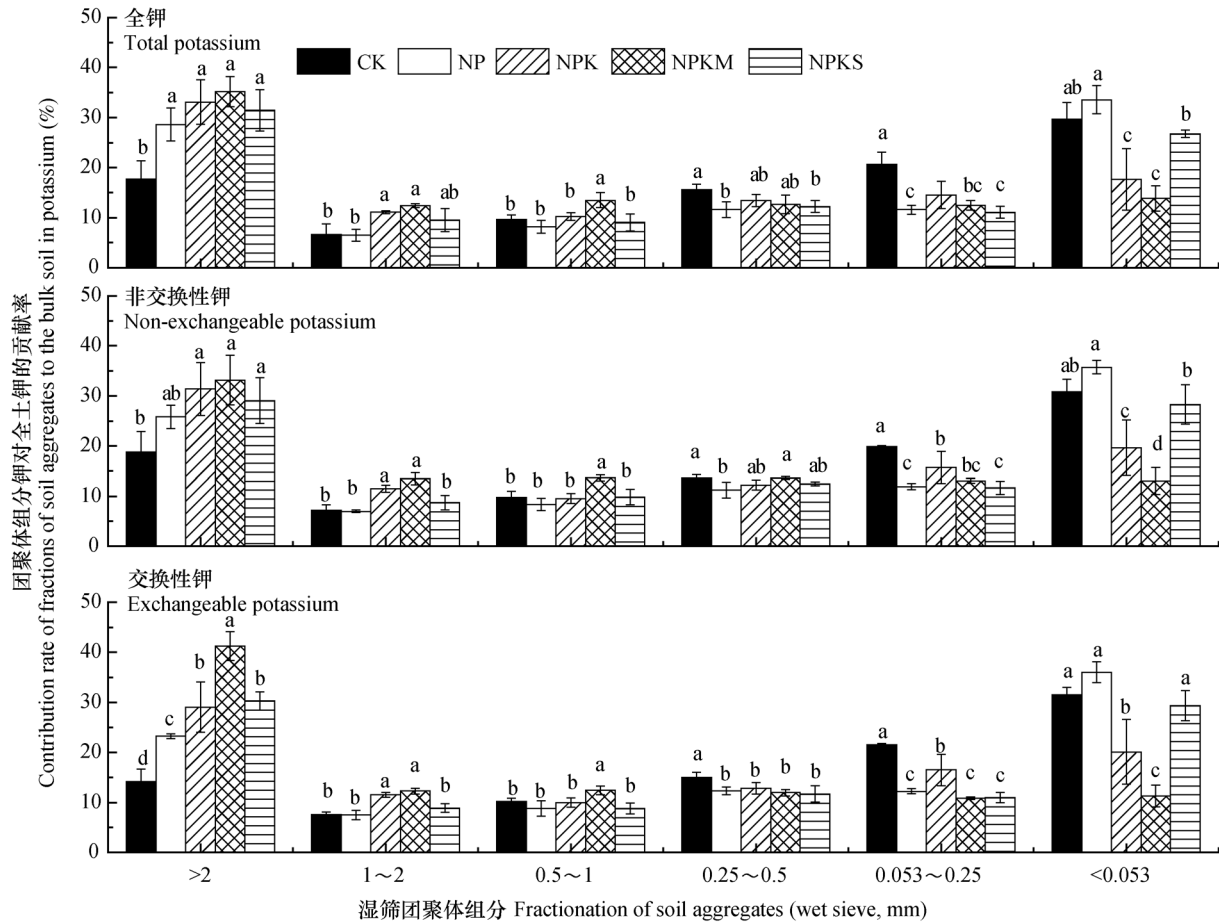 团聚体组分钾对全土钾的贡献率
Contribution rate of fractions of soil aggregates to the bulk soil in potassium (%)
全钾
Total potassium
CK NP NPK NPKM NPKS
50
40
30
20
10
0
b a a a a
b b a a ab
b b b a b
a b ab ab b
a c b bc c
ab a c c b
非交换性钾
Non-exchangeable potassium
50
40
30
20
10
0
b ab a a a
b b a a b
b b b a b
a b ab a ab
a c b bc c
ab a c d b
交换性钾
Exchangeable potassium
50
40
30
20
10
0
d c b a b
b b a a b
b b b a b
a b b b b
a c b c c
a a b c a
>2 1～2 0.5～1 0.25～0.5 0.053～0.25 <0.053
湿筛团聚体组分 Fractionation of soil aggregates (wet sieve, mm)